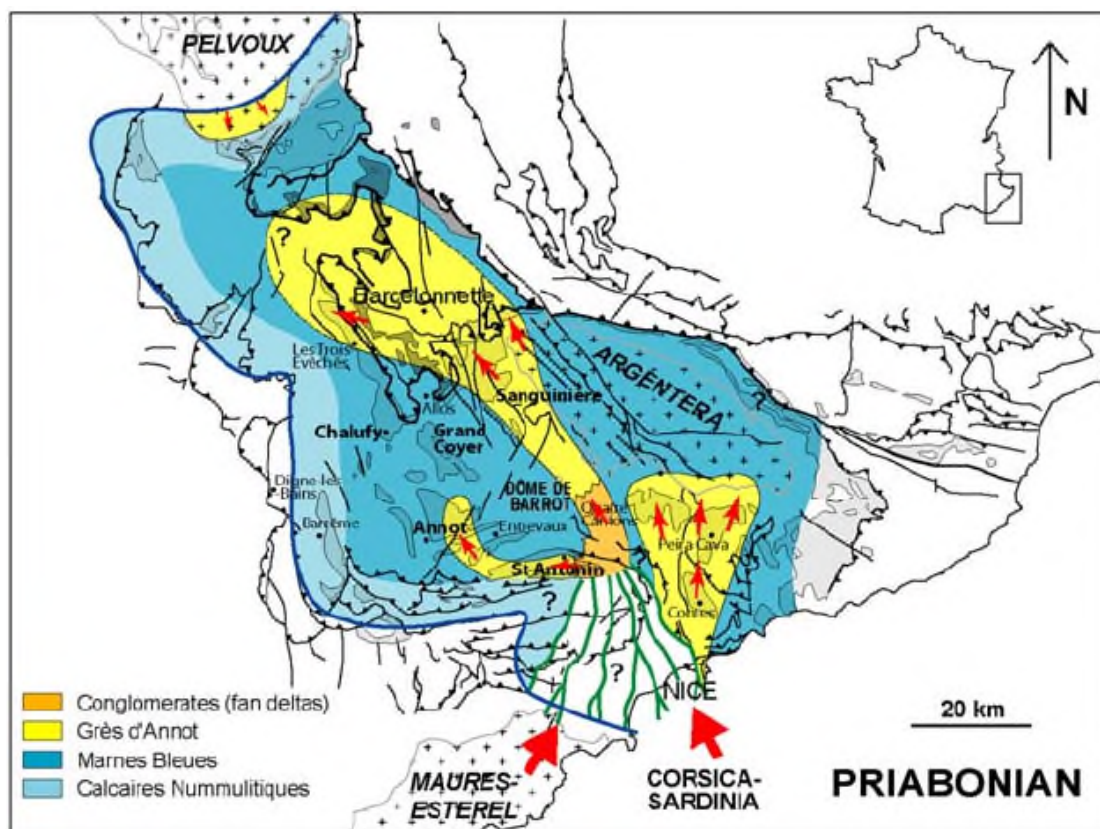 PELVOUX
N
?
Barcelonnette
Les Trois
Evêchés
ARGENTERA
?
Sanguinière
Allos
Chalufy
Grand
Coyer
Digne-les-
Bains
DÔME DE
BARROT
Quatre
Cantons
Barrême
Annot
Entrevaux
Peira Cava
?
St Antonin
?
Contes
?
NICE
Conglomerates (fan deltas)
Grès d'Annot
Marnes Bleues
Calcaires Nummulitiques
20 km
MAURES-
ESTEREL
CORSICA-
SARDINIA
PRIABONIAN